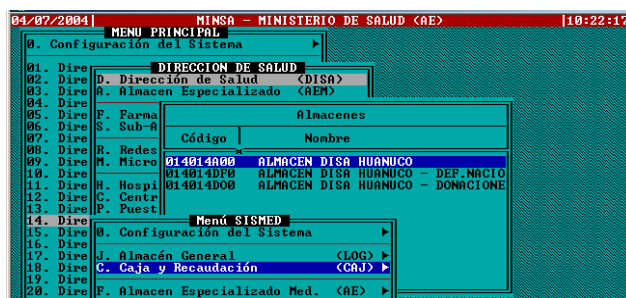 04/07/2004| MINSA - MINISTERIO DE SALUD (AE) |10:22:17
MENU PRINCIPAL
0. Configuración del Sistema ►
01. Dire DIRECCION DE SALUD
02. Dire D. Dirección de Salud (DISA)
03. Dire A. Almacen Especializado (AEM)
04. Dire
05. Dire F. Farma Almacenes
06. Dire S. Sub-A
07. Dire Código Nombre
08. Dire R. Redes
09. Dire M. Micro 014014A00 ALMACEN DISA HUANUCO
10. Dire 014014DF0 ALMACEN DISA HUANUCO - DEF.NACIO
11. Dire H. Hospi 014014DO0 ALMACEN DISA HUANUCO - DONACIONE
12. Dire C. Centr
13. Dire P. Puest
14. Dire Menú SISMED
15. Dire 0. Configuración del Sistema ►
16. Dire
17. Dire J. Almacén General (LOG) ►
18. Dire C. Caja y Recaudación (CAJ) ►
19. Dire
20. Dire F. Almacen Especializado Med. (AE) ►